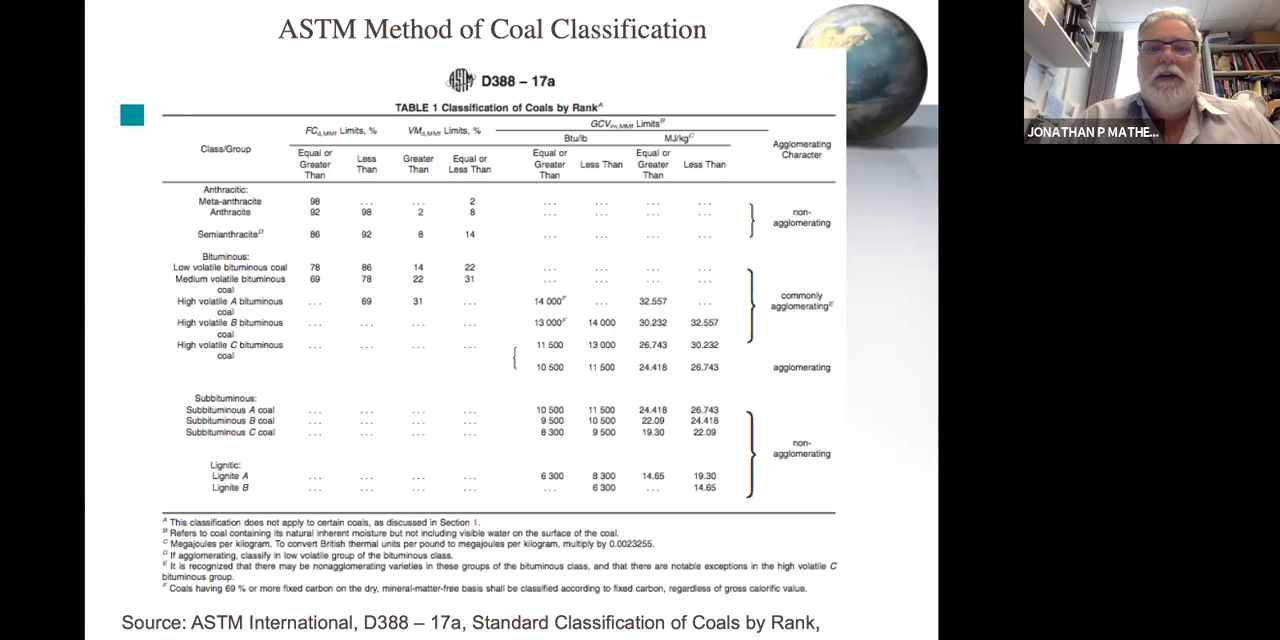 ASTM Method of Coal Classification
JONATHAN P MATHE...
ASTM D388 – 17a
TABLE 1 Classification of Coals by Rank^A
Class/Group FC_d,MMf Limits, % VM_d,MMf Limits, % GCV_im,MMf Limits^B Agglomerating Character
Btu/lb MJ/kg^C
Equal or Greater Than Less Than Greater Than Equal or Less Than Equal or Greater Than Less Than Equal or Greater Than Less Than
Anthracitic:
Meta-anthracite 98 ... ... 2 ... ... ... ...
Anthracite 92 98 2 8 ... ... ... ... non-agglomerating
Semianthracite^D 86 92 8 14 ... ... ... ...
Bituminous:
Low volatile bituminous coal 78 86 14 22 ... ... ... ...
Medium volatile bituminous coal 69 78 22 31 ... ... ... ...
High volatile A bituminous coal ... 69 31 ... 14 000^F ... 32.557 ... commonly agglomerating^E
High volatile B bituminous coal ... ... ... ... 13 000^F 14 000 30.232 32.557
High volatile C bituminous coal ... ... ... ... 11 500 13 000 26.743 30.232
10 500 11 500 24.418 26.743 agglomerating
Subbituminous:
Subbituminous A coal ... ... ... ... 10 500 11 500 24.418 26.743
Subbituminous B coal ... ... ... ... 9 500 10 500 22.09 24.418
Subbituminous C coal ... ... ... ... 8 300 9 500 19.30 22.09
non-agglomerating
Lignitic:
Lignite A ... ... ... ... 6 300 8 300 14.65 19.30
Lignite B ... ... ... ... ... 6 300 ... 14.65
^A This classification does not apply to certain coals, as discussed in Section 1.
^B Refers to coal containing its natural inherent moisture but not including visible water on the surface of the coal.
^C Megajoules per kilogram. To convert British thermal units per pound to megajoules per kilogram, multiply by 0.0023255.
^D If agglomerating, classify in low volatile group of the bituminous class.
^E It is recognized that there may be nonagglomerating varieties in these groups of the bituminous class, and that there are notable exceptions in the high volatile C
bituminous group.
^F Coals having 69 % or more fixed carbon on the dry, mineral-matter-free basis shall be classified according to fixed carbon, regardless of gross calorific value.
Source: ASTM International, D388 – 17a, Standard Classification of Coals by Rank,